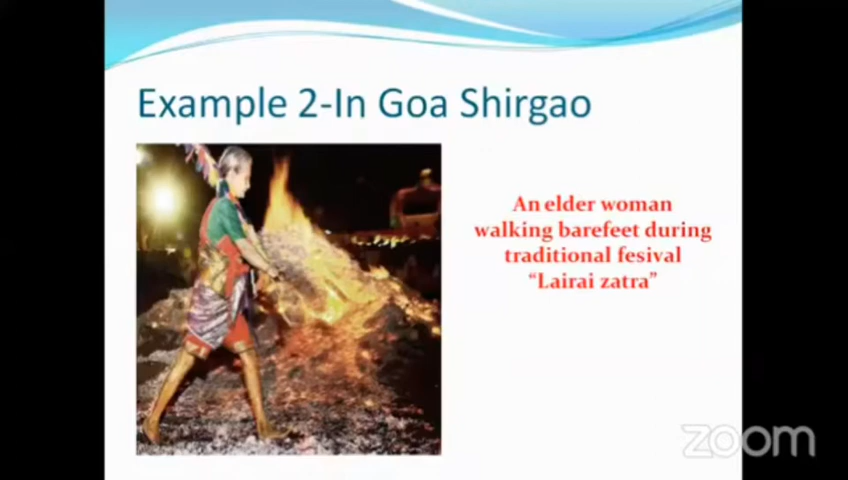 Example 2-In Goa Shirgao
An elder woman
walking barefeet during
traditional fesival
“Lairai zatra”
zoom